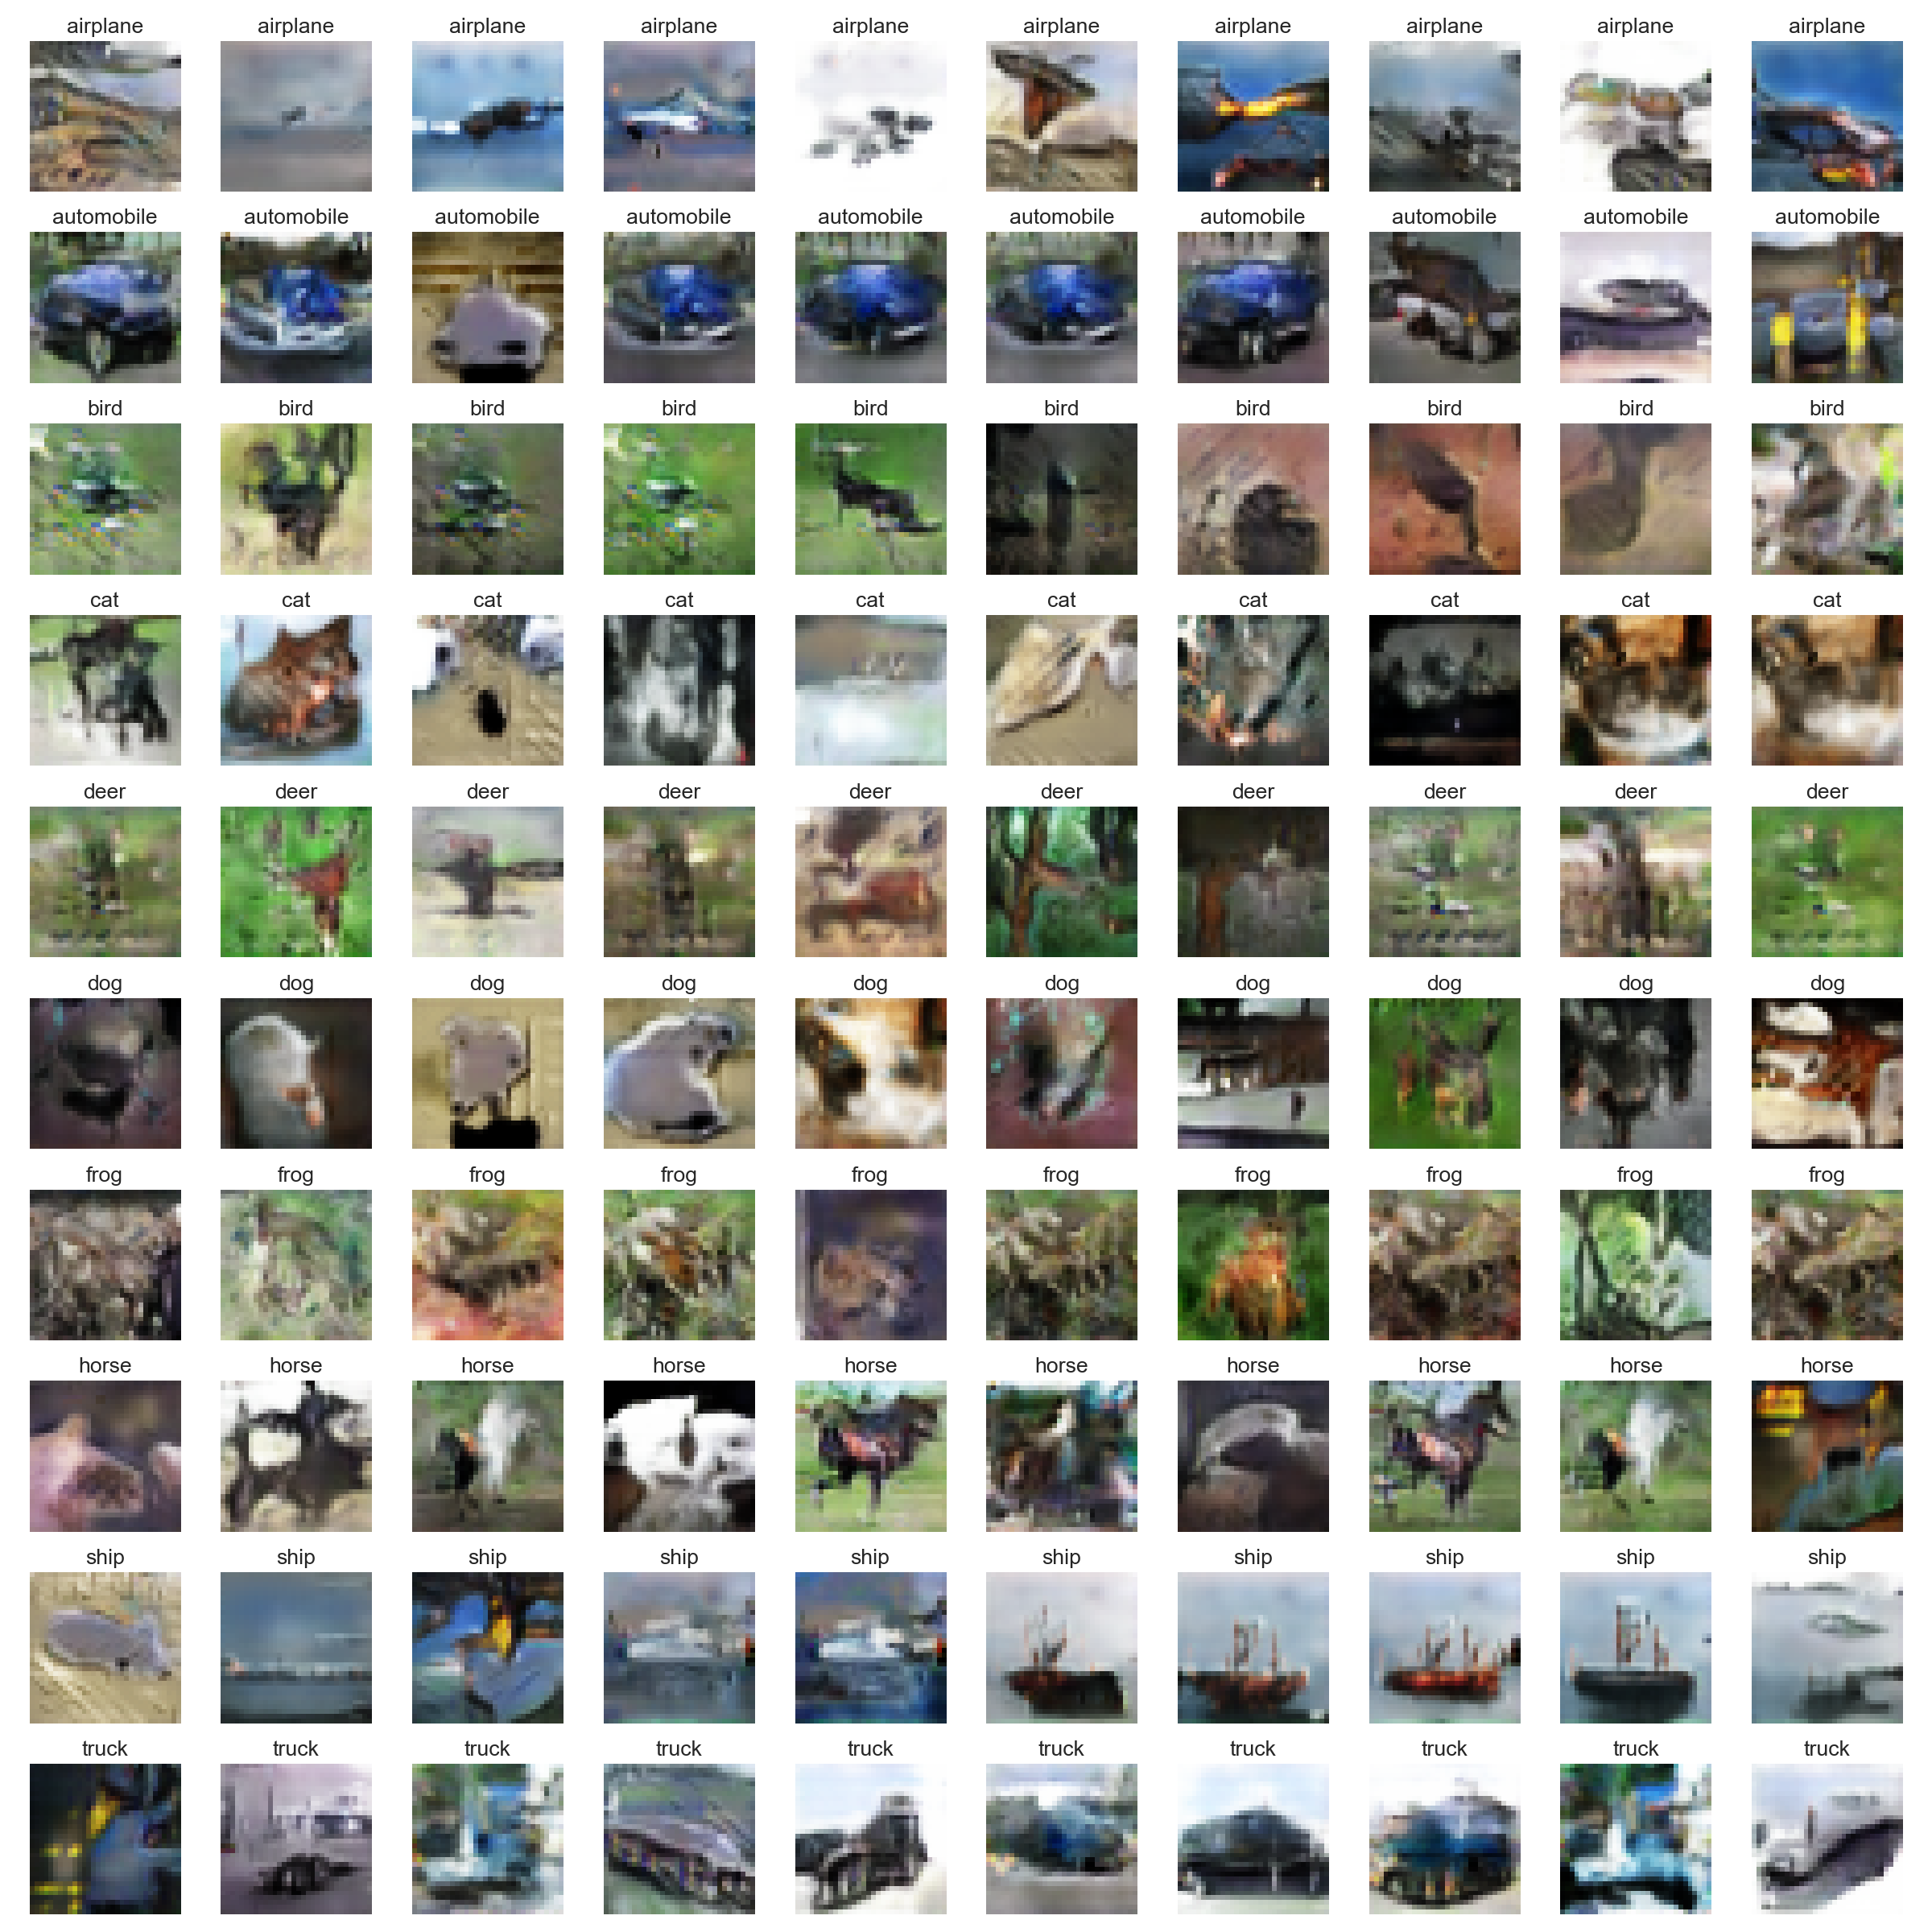 airplane airplane airplane airplane airplane airplane airplane airplane airplane airplane
automobile automobile automobile automobile automobile automobile automobile automobile automobile automobile
bird bird bird bird bird bird bird bird bird bird
cat cat cat cat cat cat cat cat cat cat
deer deer deer deer deer deer deer deer deer deer
dog dog dog dog dog dog dog dog dog dog
frog frog frog frog frog frog frog frog frog frog
horse horse horse horse horse horse horse horse horse horse
ship ship ship ship ship ship ship ship ship ship
truck truck truck truck truck truck truck truck truck truck